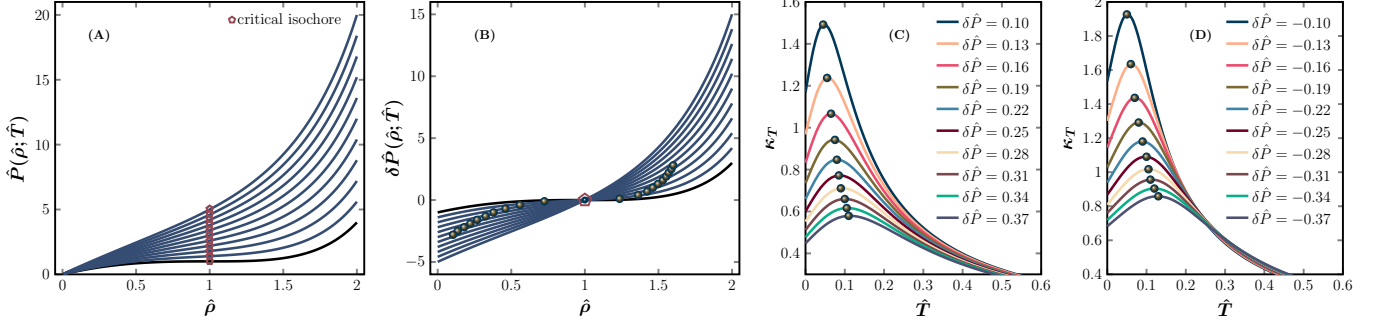 20
15
10
5
0
0
0.5
1
1.5
2
P̂(ρ̂; T̂)
ρ̂
(A)
critical isochore
15
10
5
0
−5
0
0.5
1
1.5
2
δP̂(ρ̂; T̂)
ρ̂
(B)
1.6
1.4
1.2
1
0.8
0.6
0.4
0
0.1
0.2
0.3
0.4
0.5
0.6
κT
T̂
(C)
δP̂ = 0.10
δP̂ = 0.13
δP̂ = 0.16
δP̂ = 0.19
δP̂ = 0.22
δP̂ = 0.25
δP̂ = 0.28
δP̂ = 0.31
δP̂ = 0.34
δP̂ = 0.37
2
1.8
1.6
1.4
1.2
1
0.8
0.6
0.4
0
0.1
0.2
0.3
0.4
0.5
0.6
κT
T̂
(D)
δP̂ = −0.10
δP̂ = −0.13
δP̂ = −0.16
δP̂ = −0.19
δP̂ = −0.22
δP̂ = −0.25
δP̂ = −0.28
δP̂ = −0.31
δP̂ = −0.34
δP̂ = −0.37